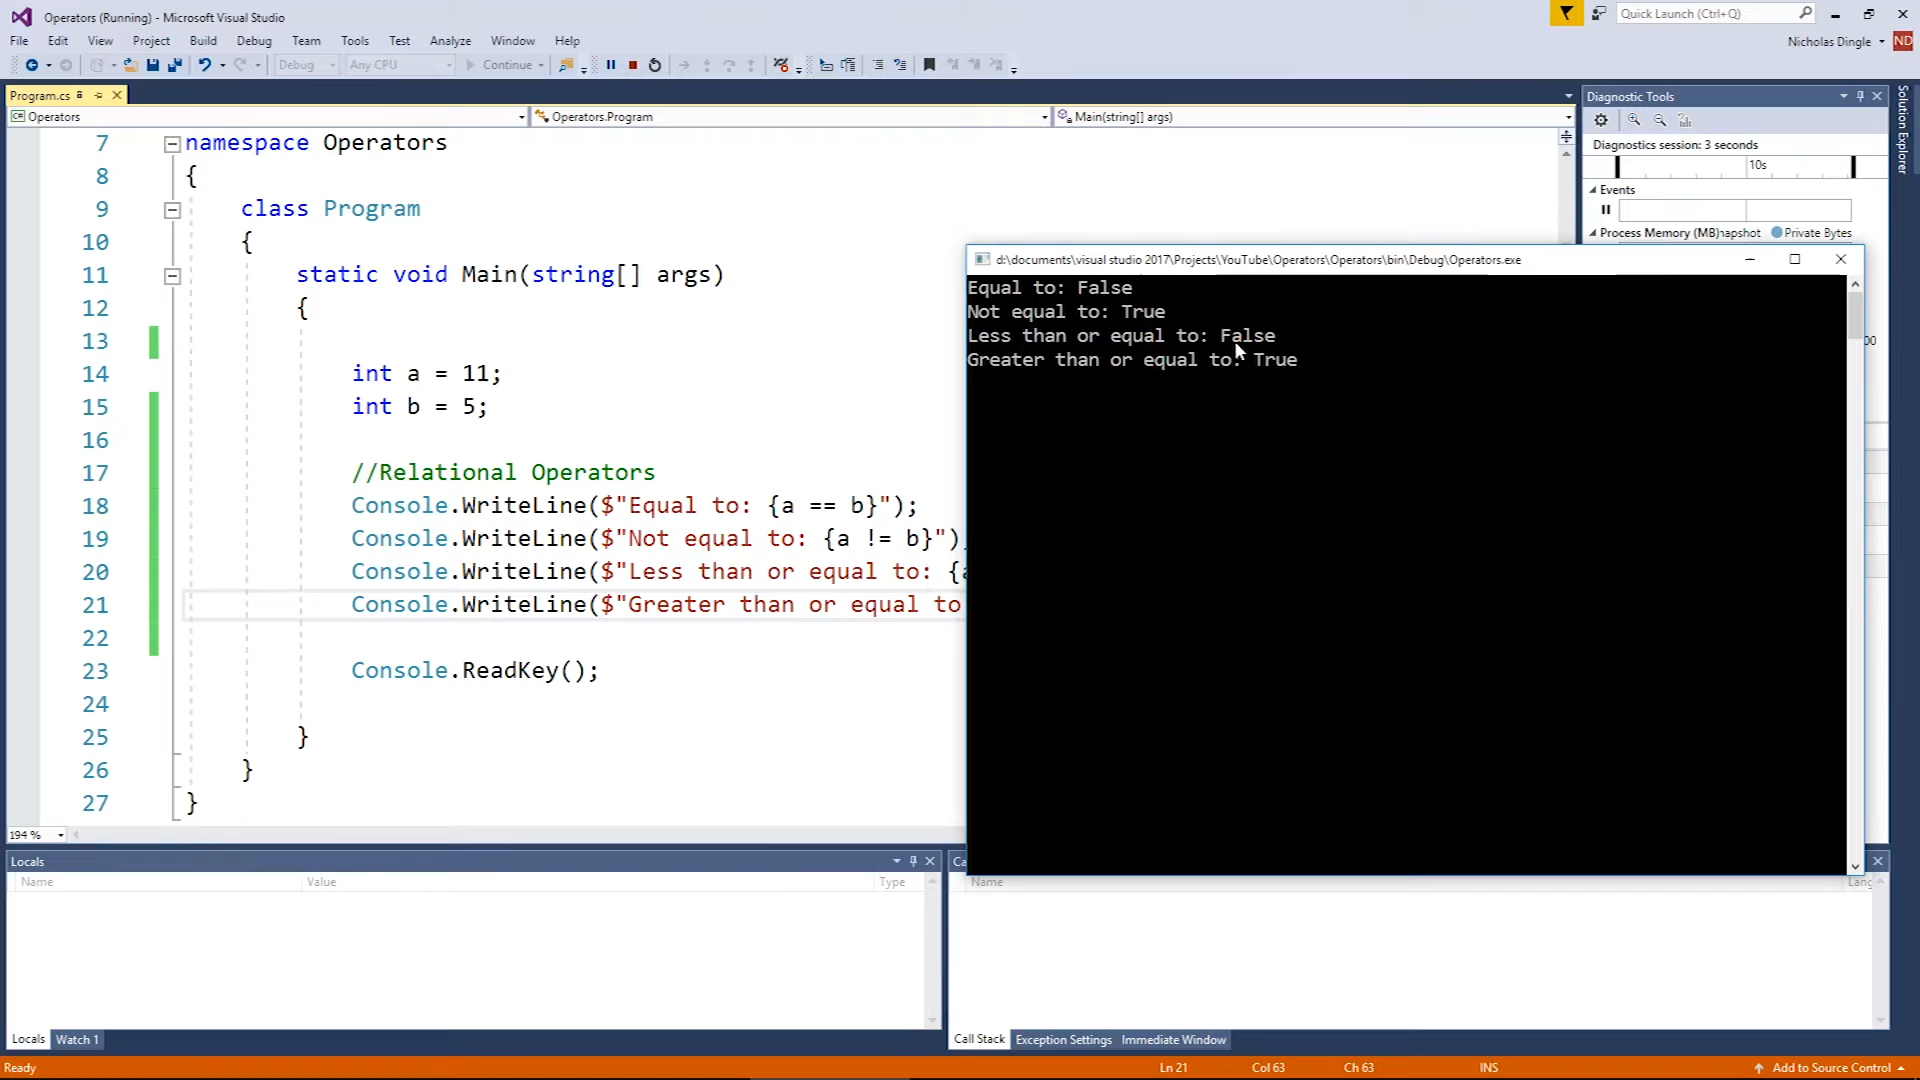 Operators (Running) - Microsoft Visual Studio
Quick Launch (Ctrl+Q)
File Edit View Project Build Debug Team Tools Test Analyze Window Help
Nicholas Dingle ND
Debug Any CPU Continue
Program.cs
Operators Operators.Program Main(string[] args)
7 namespace Operators
8 {
9 class Program
10 {
11 static void Main(string[] args)
12 {
13
14 int a = 11;
15 int b = 5;
16
17 //Relational Operators
18 Console.WriteLine($"Equal to: {a == b}");
19 Console.WriteLine($"Not equal to: {a != b}")
20 Console.WriteLine($"Less than or equal to: {a
21 Console.WriteLine($"Greater than or equal to
22
23 Console.ReadKey();
24
25 }
26 }
27 }
194 %
Diagnostic Tools
Diagnostics session: 3 seconds
10s
Events
Process Memory (MB) apshot Private Bytes
00
Solution Explorer
d:\documents\visual studio 2017\Projects\YouTube\Operators\Operators\bin\Debug\Operators.exe
Equal to: False
Not equal to: True
Less than or equal to: False
Greater than or equal to: True
Locals
Name Value Type
Ca
Name Lang
Locals Watch 1
Call Stack Exception Settings Immediate Window
Ready Ln 21 Col 63 Ch 63 INS Add to Source Control